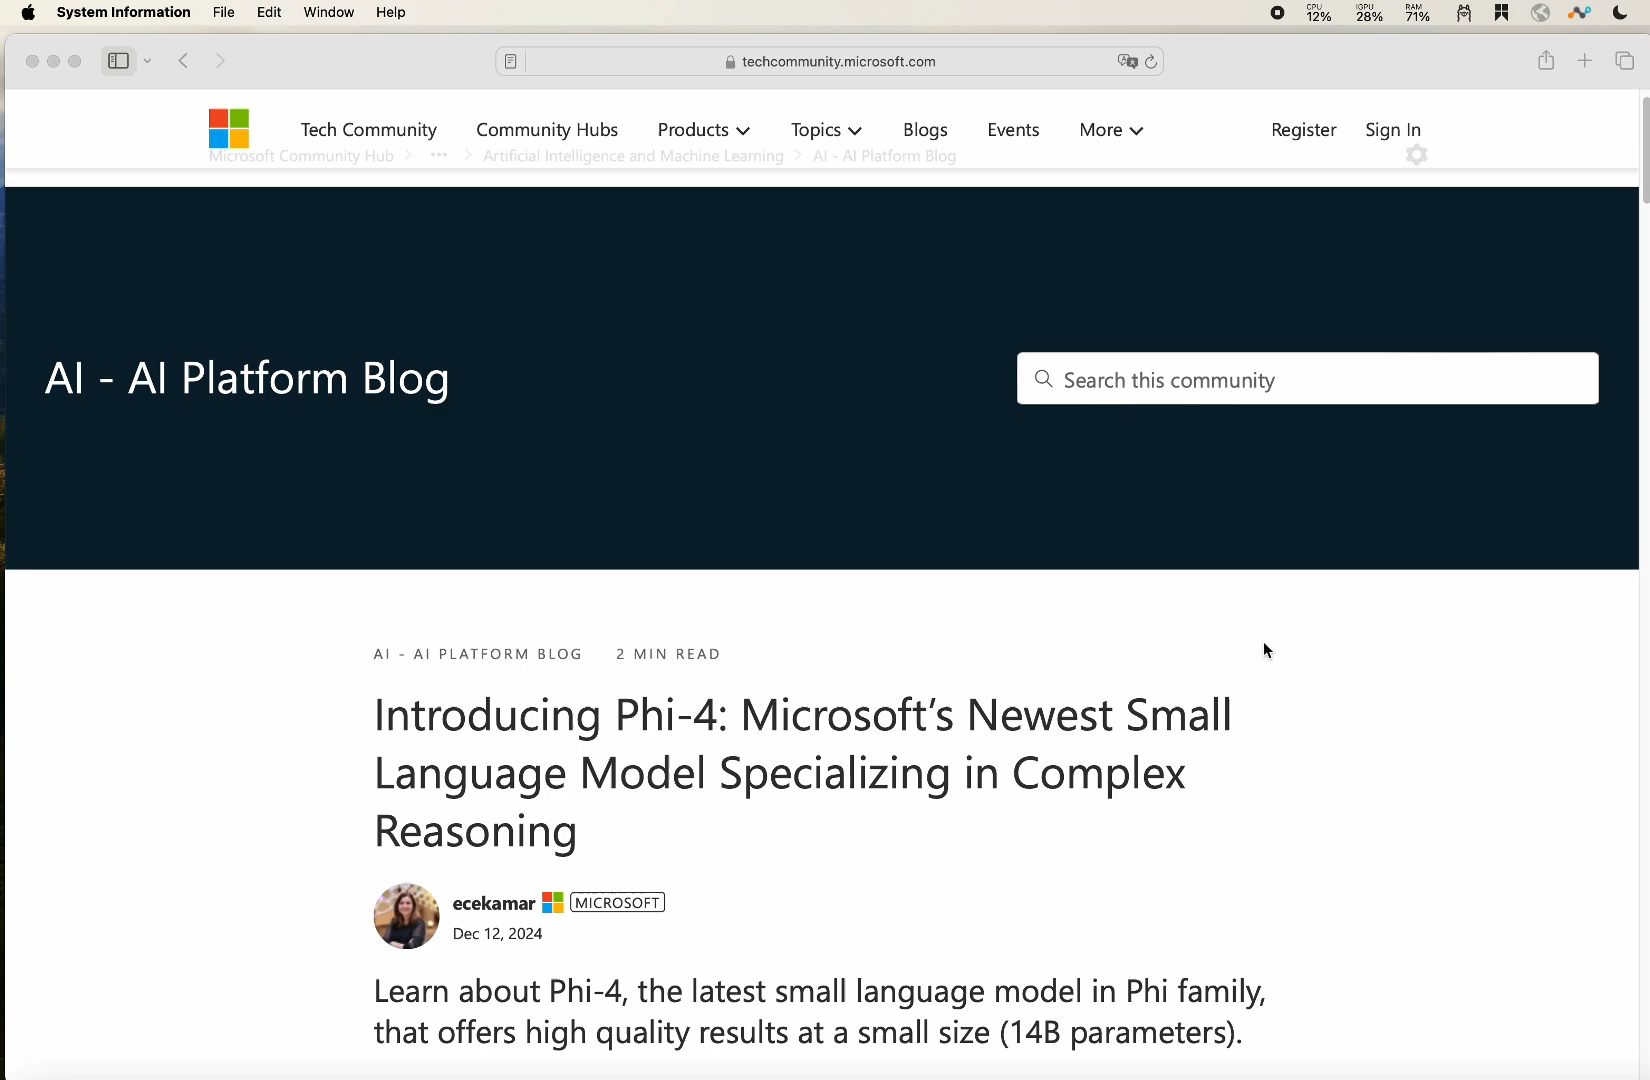 System Information File Edit Window Help
CPU 12% IGPU 28% RAM 71%
techcommunity.microsoft.com
Tech Community Community Hubs Products Topics Blogs Events More Register Sign In
Microsoft Community Hub > ••• > Artificial Intelligence and Machine Learning > AI - AI Platform Blog
AI - AI Platform Blog
Search this community
AI - AI PLATFORM BLOG 2 MIN READ
Introducing Phi-4: Microsoft’s Newest Small
Language Model Specializing in Complex
Reasoning
ecekamar MICROSOFT
Dec 12, 2024
Learn about Phi-4, the latest small language model in Phi family,
that offers high quality results at a small size (14B parameters).